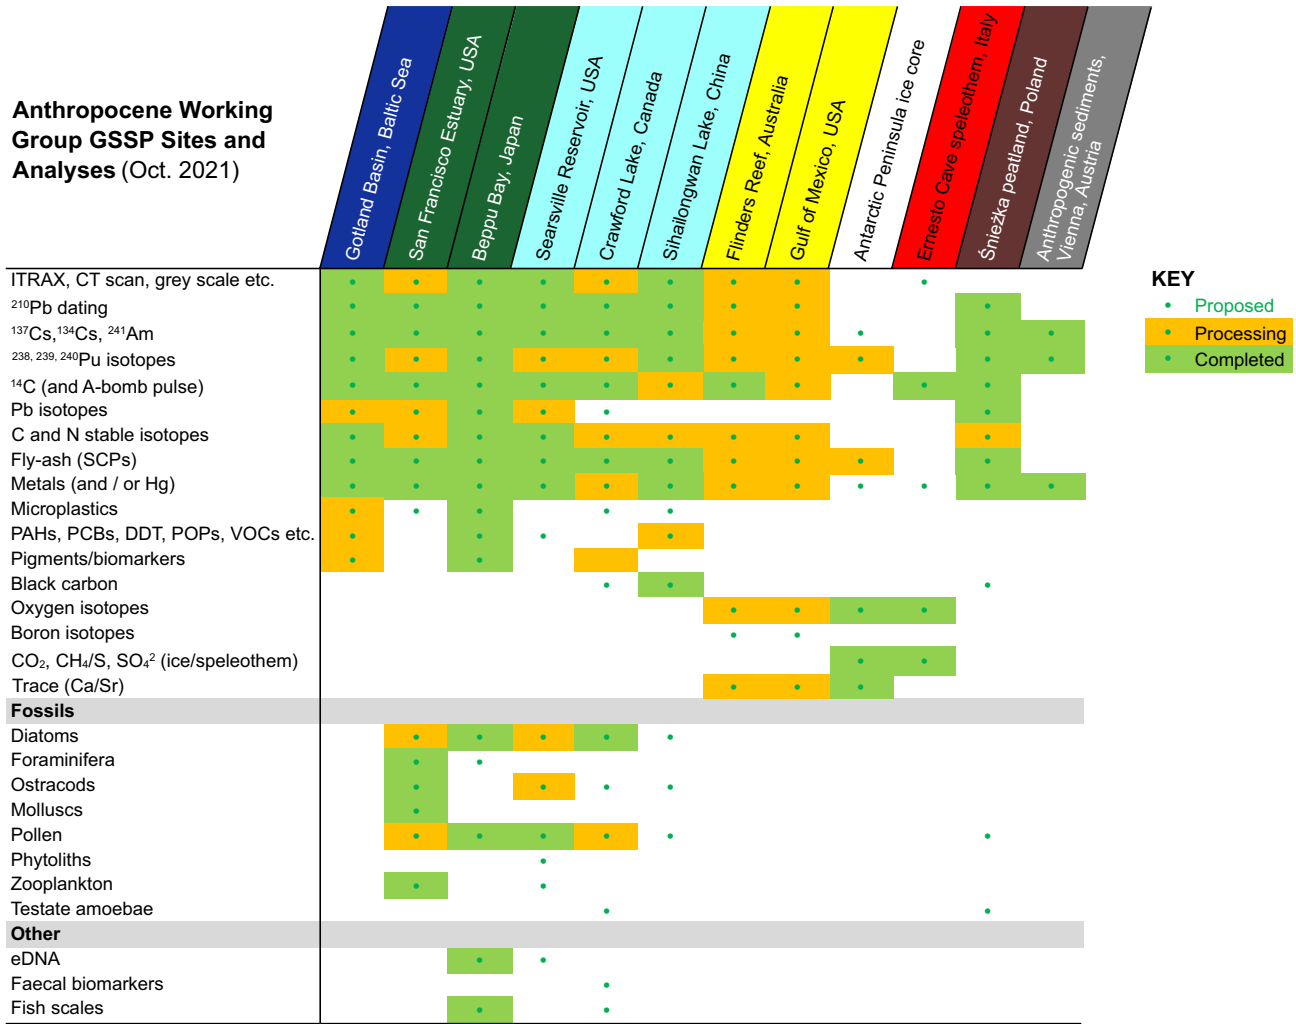 Anthropocene Working
Group GSSP Sites and
Analyses (Oct. 2021)
Gotland Basin, Baltic Sea
San Francisco Estuary, USA
Beppu Bay, Japan
Searsville Reservoir, USA
Crawford Lake, Canada
Sihailongwan Lake, China
Flinders Reef, Australia
Gulf of Mexico, USA
Antarctic Peninsula ice core
Ernesto Cave speleothem, Italy
Śnieżka peatland, Poland
Anthropogenic sediments,
Vienna, Austria
ITRAX, CT scan, grey scale etc.
²¹⁰Pb dating
¹³⁷Cs,¹³⁴Cs, ²⁴¹Am
²³⁸, ²³⁹, ²⁴⁰Pu isotopes
¹⁴C (and A-bomb pulse)
Pb isotopes
C and N stable isotopes
Fly-ash (SCPs)
Metals (and / or Hg)
Microplastics
PAHs, PCBs, DDT, POPs, VOCs etc.
Pigments/biomarkers
Black carbon
Oxygen isotopes
Boron isotopes
CO₂, CH₄/S, SO₄² (ice/speleothem)
Trace (Ca/Sr)
Fossils
Diatoms
Foraminifera
Ostracods
Molluscs
Pollen
Phytoliths
Zooplankton
Testate amoebae
Other
eDNA
Faecal biomarkers
Fish scales
KEY
Proposed
Processing
Completed